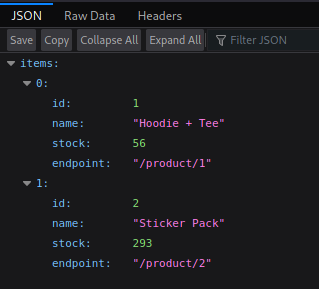 JSON Raw Data Headers
Save Copy Collapse All Expand All Filter JSON
items:
0:
id: 1
name: "Hoodie + Tee"
stock: 56
endpoint: "/product/1"
1:
id: 2
name: "Sticker Pack"
stock: 293
endpoint: "/product/2"